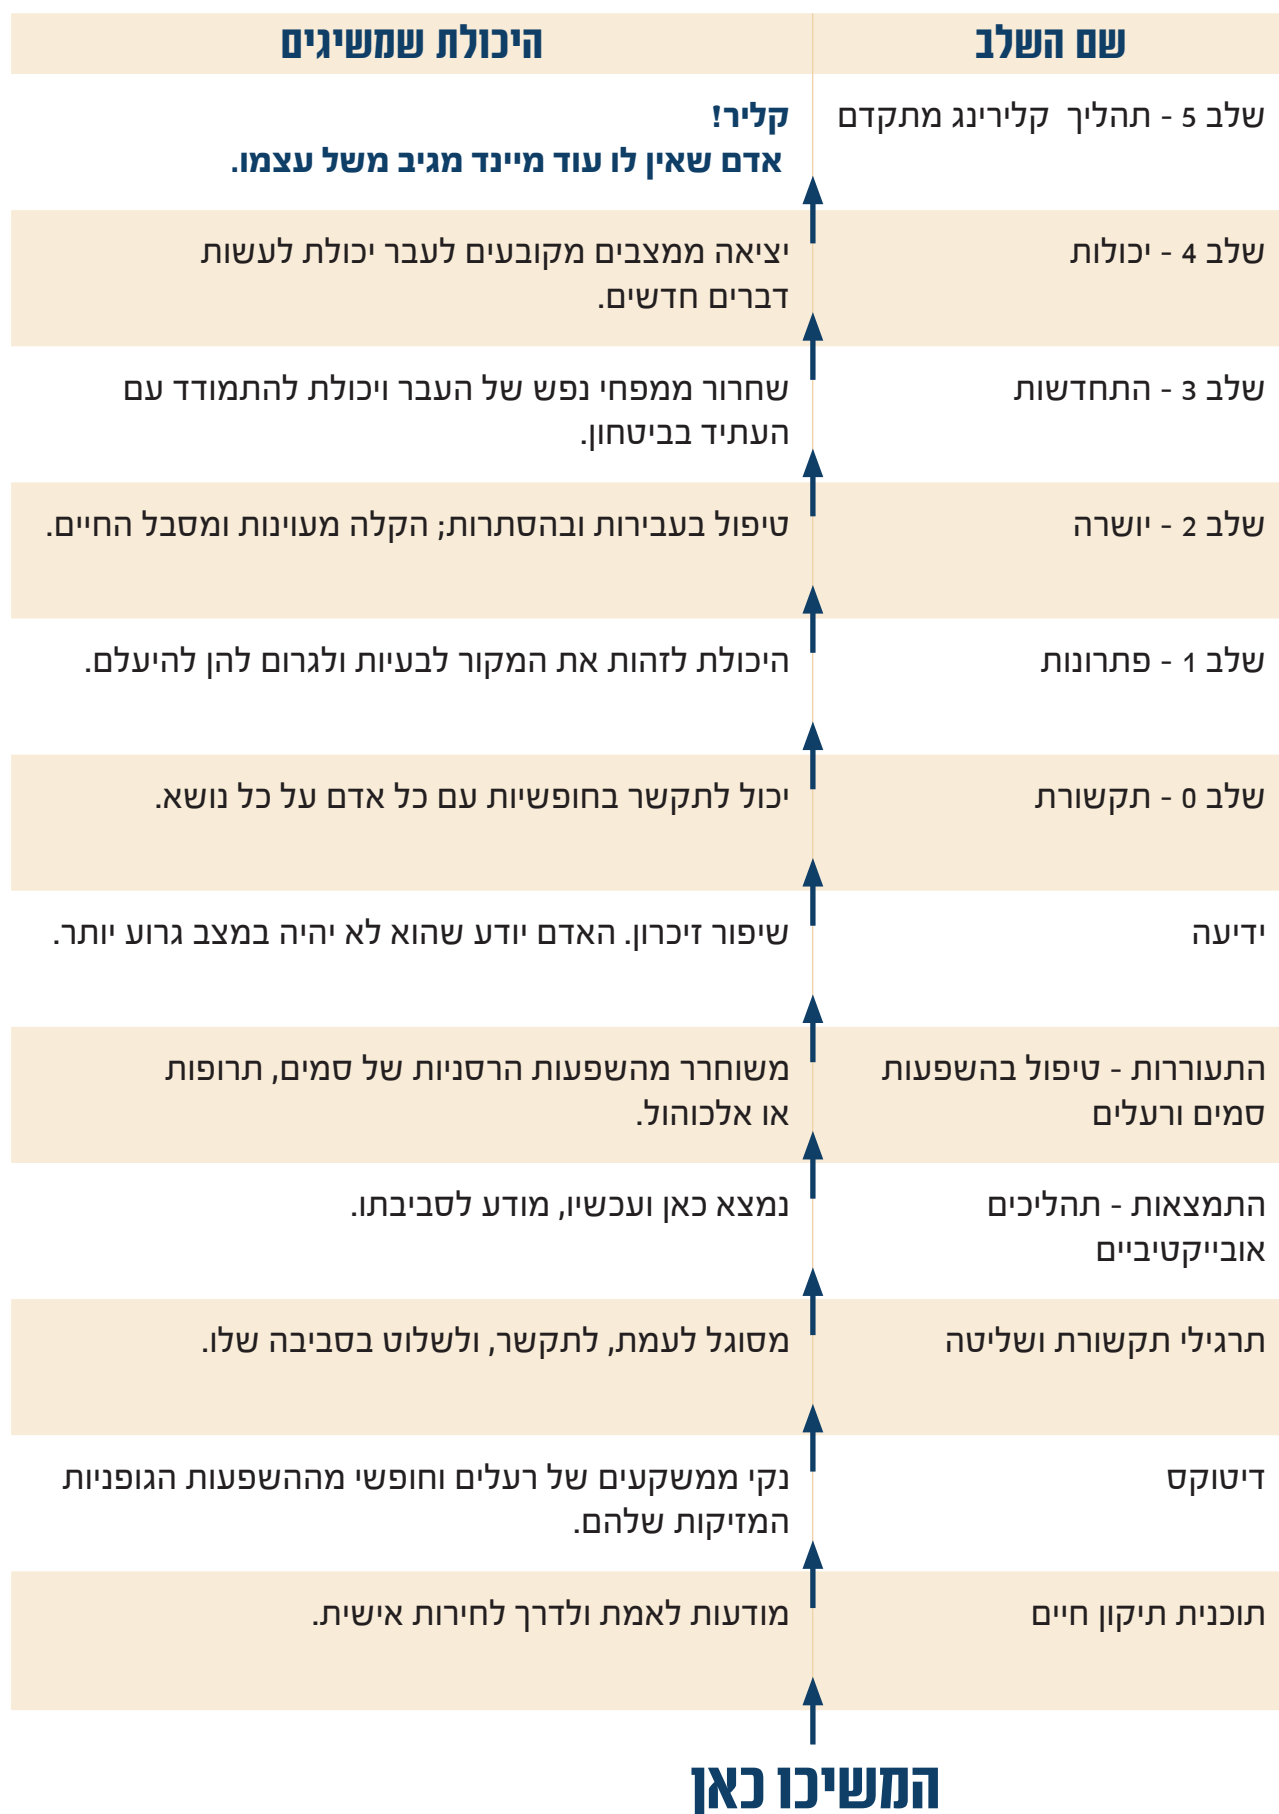 שם השלב
היכולת שמשיגים
שלב 5 - תהליך קלירינג מתקדם
קליר!
אדם שאין לו עוד מיינד מגיב משל עצמו.
שלב 4 - יכולות
יציאה ממצבים מקובעים לעבר יכולת לעשות
דברים חדשים.
שלב 3 - התחדשות
שחרור ממפחי נפש של העבר ויכולת להתמודד עם
העתיד בביטחון.
שלב 2 - יושרה
טיפול בעבירות ובהסתרות; הקלה מעוינות ומסבל החיים.
שלב 1 - פתרונות
היכולת לזהות את המקור לבעיות ולגרום להן להיעלם.
שלב 0 - תקשורת
יכול לתקשר בחופשיות עם כל אדם על כל נושא.
ידיעה
שיפור זיכרון. האדם יודע שהוא לא יהיה במצב גרוע יותר.
התעוררות - טיפול בהשפעות
סמים ורעלים
משוחרר מהשפעות הרסניות של סמים, תרופות
או אלכוהול.
התמצאות - תהליכים
אובייקטיביים
נמצא כאן ועכשיו, מודע לסביבתו.
תרגילי תקשורת ושליטה
מסוגל לעמת, לתקשר, ולשלוט בסביבה שלו.
דיטוקס
נקי ממשקעים של רעלים וחופשי מההשפעות הגופניות
המזיקות שלהם.
תוכנית תיקון חיים
מודעות לאמת ולדרך לחירות אישית.
המשיכו כאן